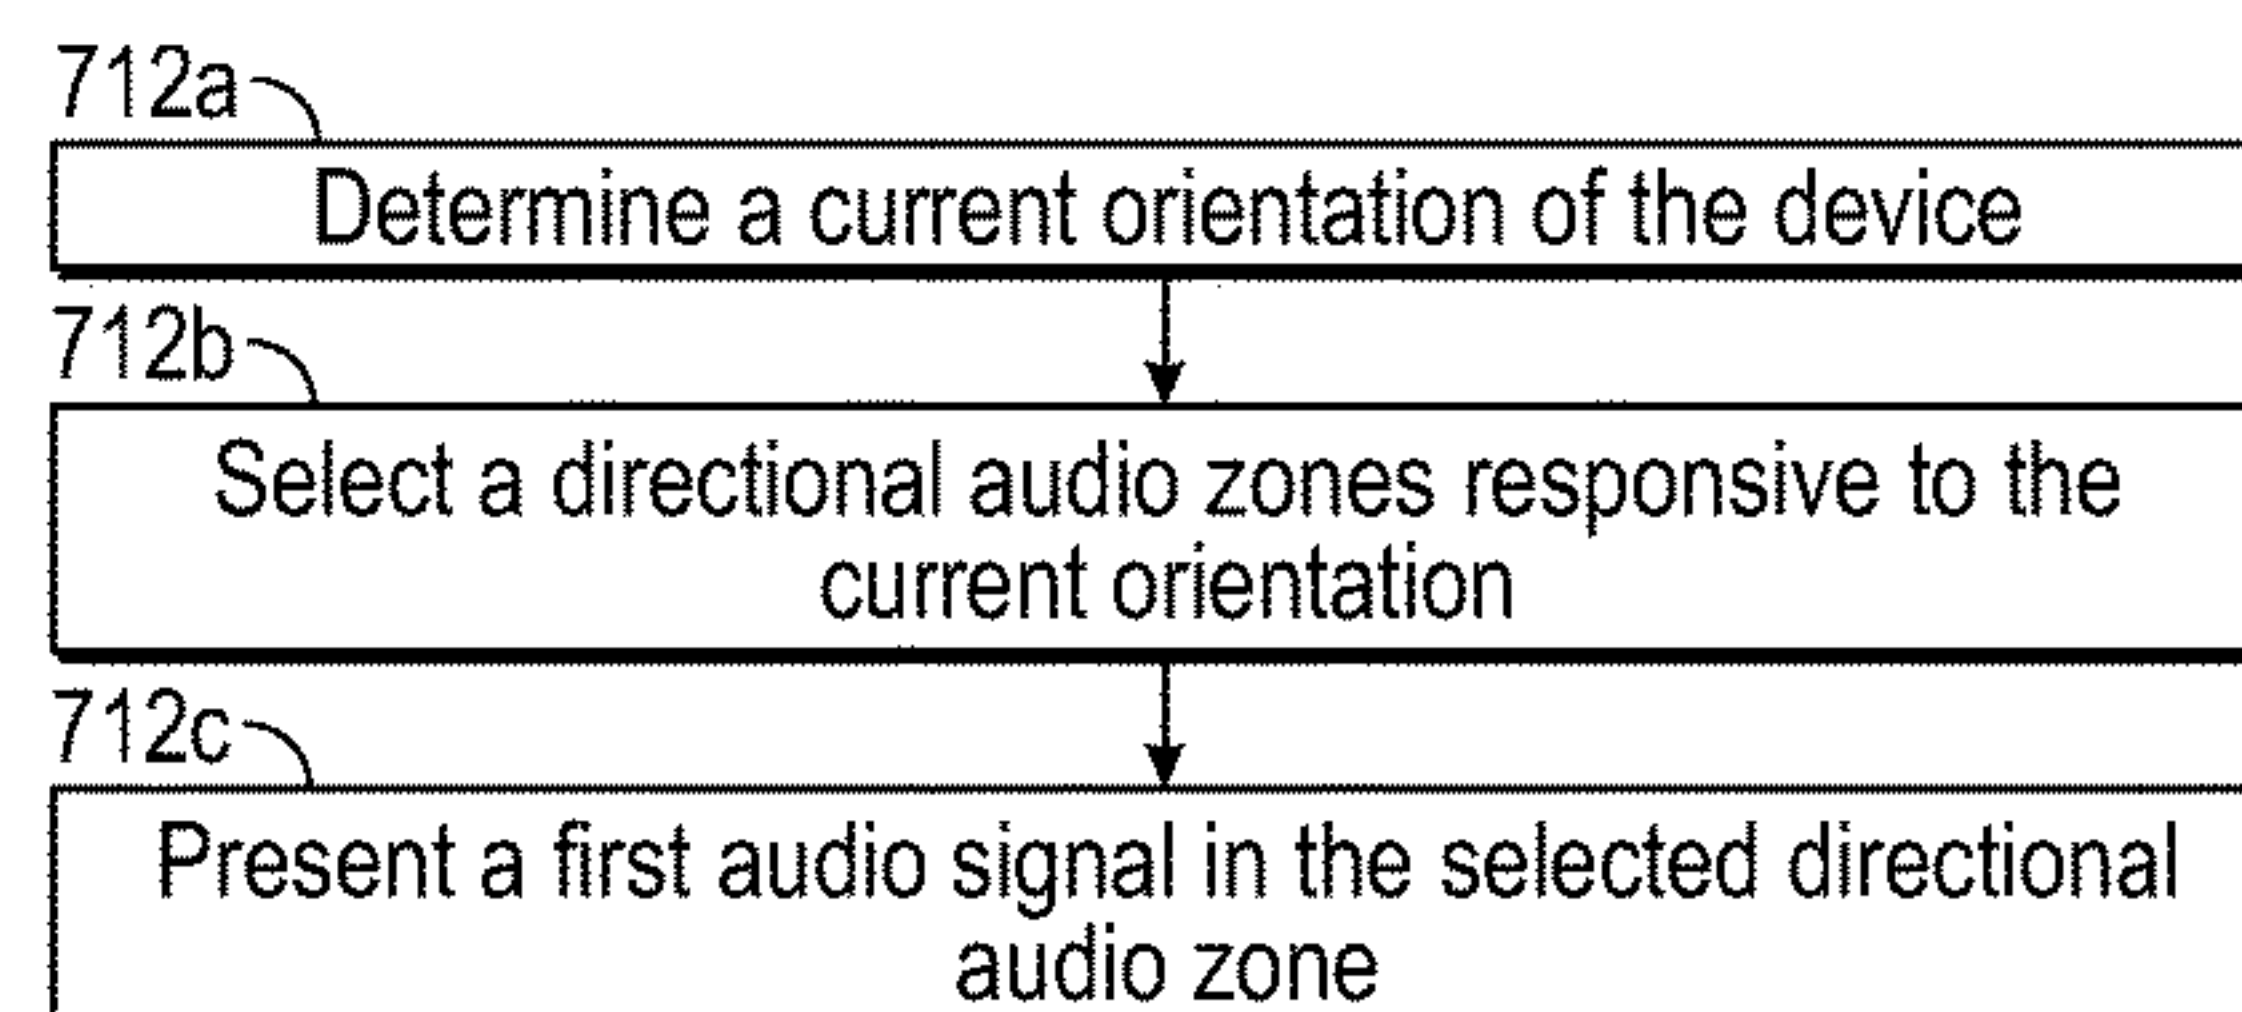 712a
Determine a current orientation of the device
712b
Select a directional audio zones responsive to the
current orientation
712c
Present a first audio signal in the selected directional
audio zone